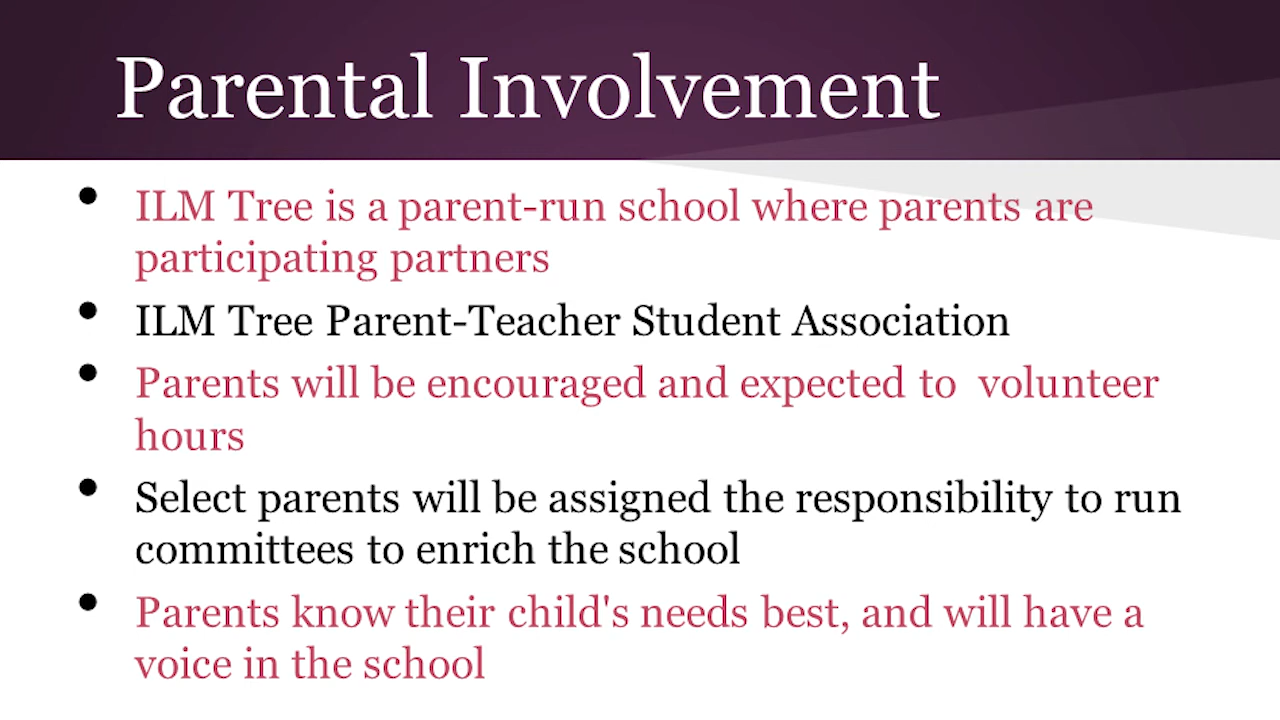 Parental Involvement
• ILM Tree is a parent-run school where parents are
participating partners
• ILM Tree Parent-Teacher Student Association
• Parents will be encouraged and expected to  volunteer
hours
• Select parents will be assigned the responsibility to run
committees to enrich the school
• Parents know their child's needs best, and will have a
voice in the school